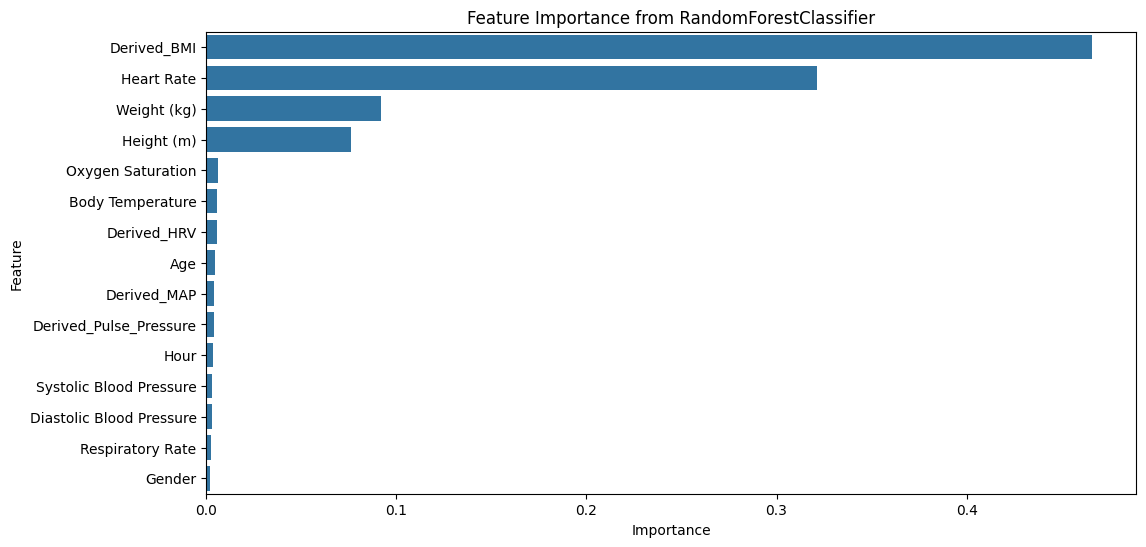 Feature Importance from RandomForestClassifier
Feature
Derived_BMI
Heart Rate
Weight (kg)
Height (m)
Oxygen Saturation
Body Temperature
Derived_HRV
Age
Derived_MAP
Derived_Pulse_Pressure
Hour
Systolic Blood Pressure
Diastolic Blood Pressure
Respiratory Rate
Gender
0.0 0.1 0.2 0.3 0.4
Importance